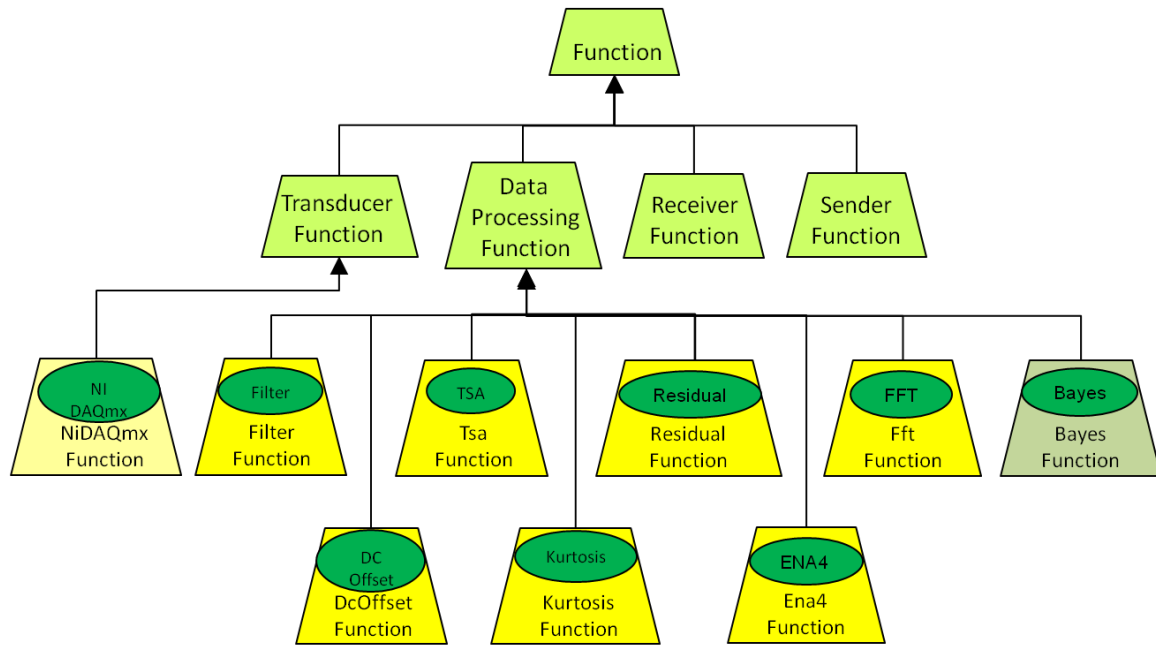 Function
Transducer
Function
Data
Processing
Function
Receiver
Function
Sender
Function
NI
DAQmx
NiDAQmx
Function
Filter
Filter
Function
TSA
Tsa
Function
Residual
Residual
Function
FFT
Fft
Function
Bayes
Bayes
Function
DC
Offset
DcOffset
Function
Kurtosis
Kurtosis
Function
ENA4
Ena4
Function